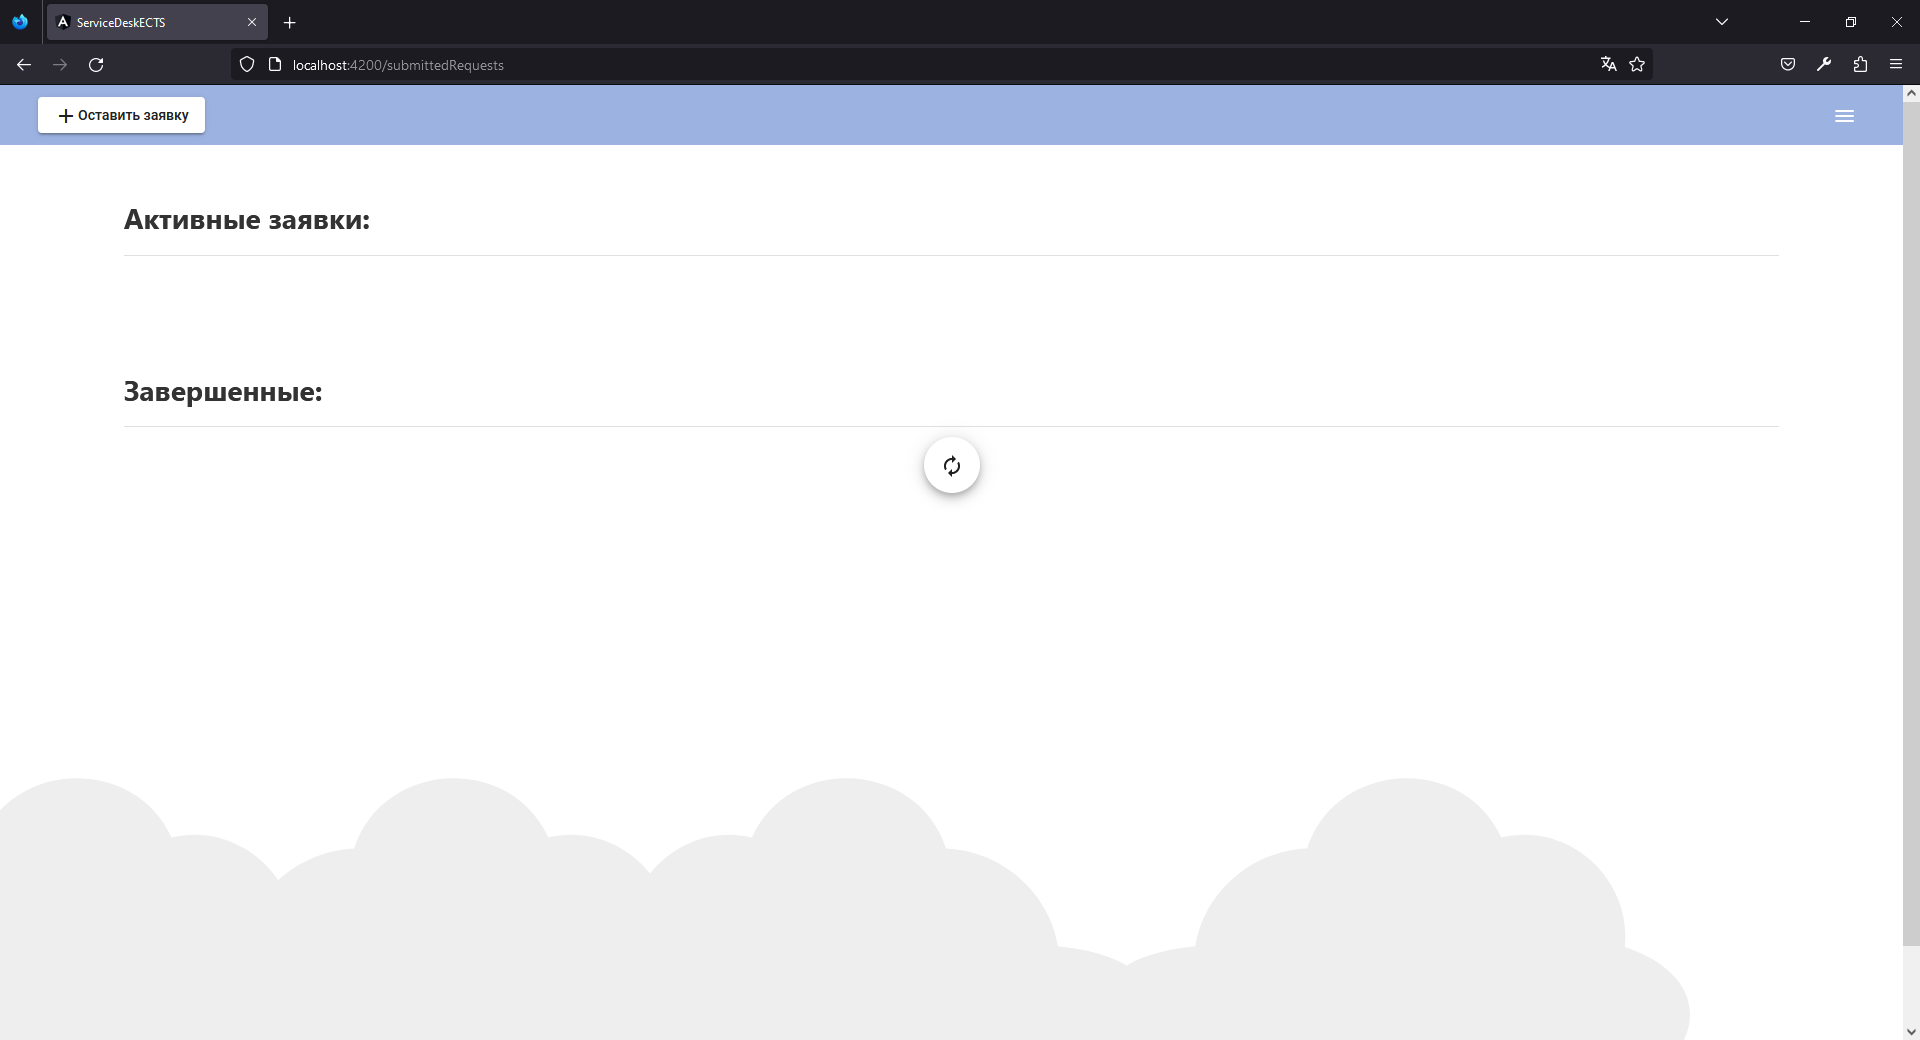 ServiceDeskECTS
localhost:4200/submittedRequests
Оставить заявку
Активные заявки:
Завершенные: